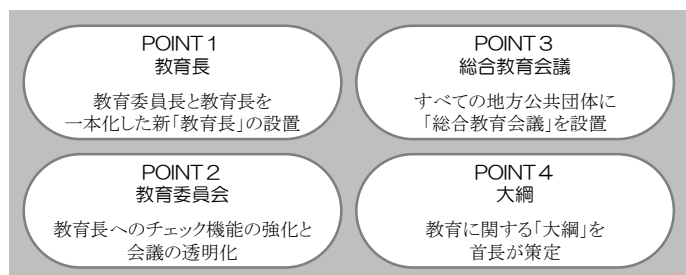 POINT1
教育長
教育委員長と教育長を
一本化した新「教育長」の設置
POINT2
教育委員会
教育長へのチェック機能の強化と
会議の透明化
POINT3
総合教育会議
すべての地方公共団体に
「総合教育会議」を設置
POINT4
大綱
教育に関する「大綱」を
首長が策定